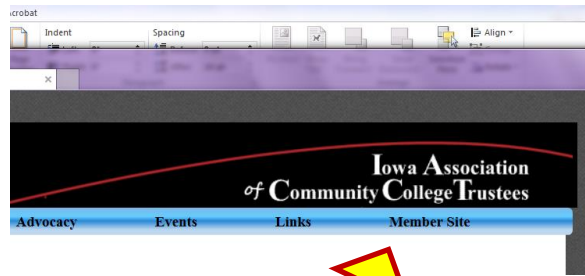 crobat
Indent Spacing
Align
×
Iowa Association
of Community College Trustees
Advocacy Events Links Member Site